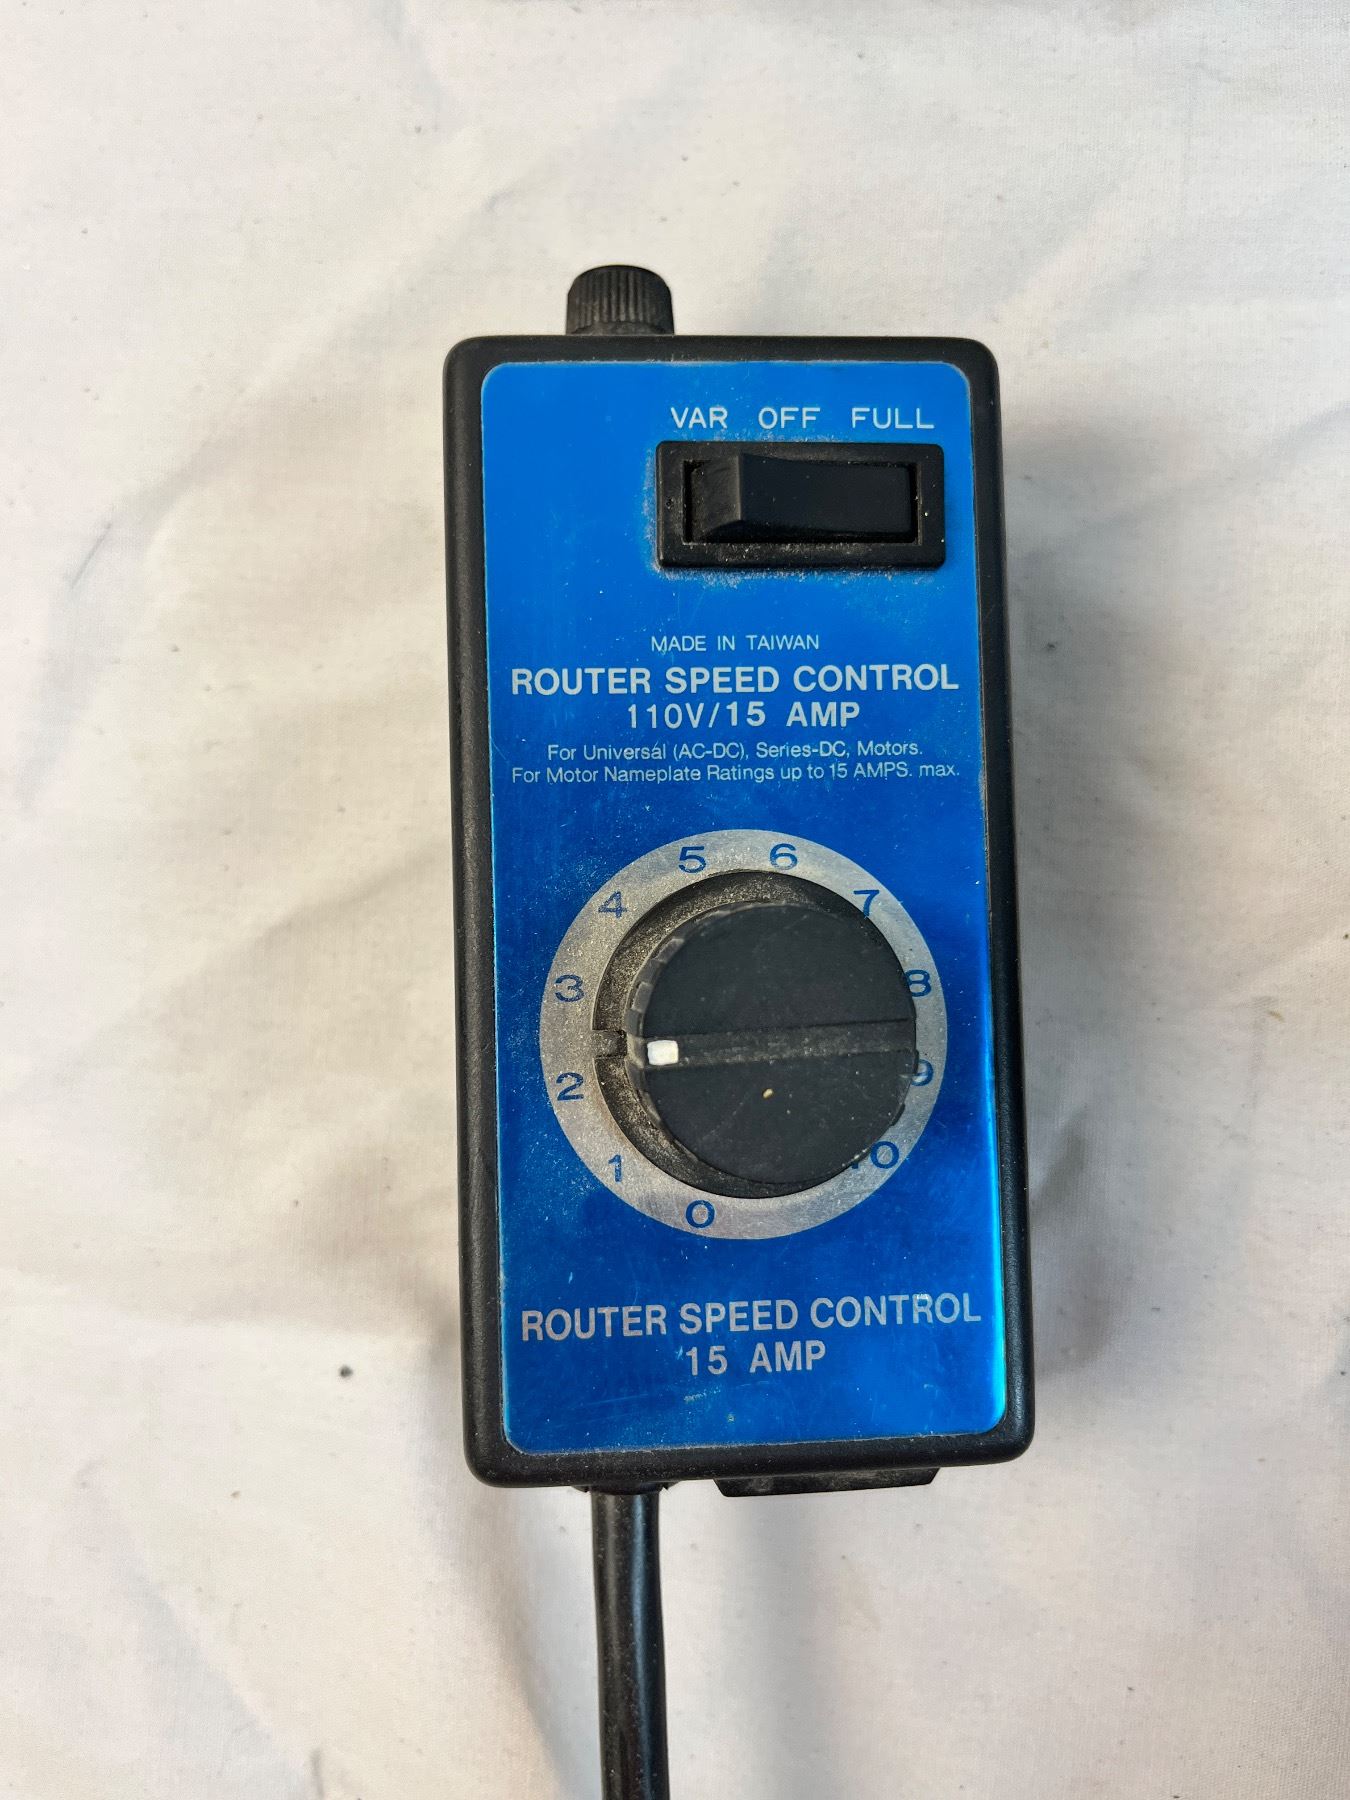 VAR OFF FULL
MADE IN TAIWAN
ROUTER SPEED CONTROL
110V/15 AMP
For Universal (AC-DC), Series-DC, Motors.
For Motor Nameplate Ratings up to 15 AMPS. max.
5 6
4 7
3 8
2 9
1 10
0
ROUTER SPEED CONTROL
15 AMP